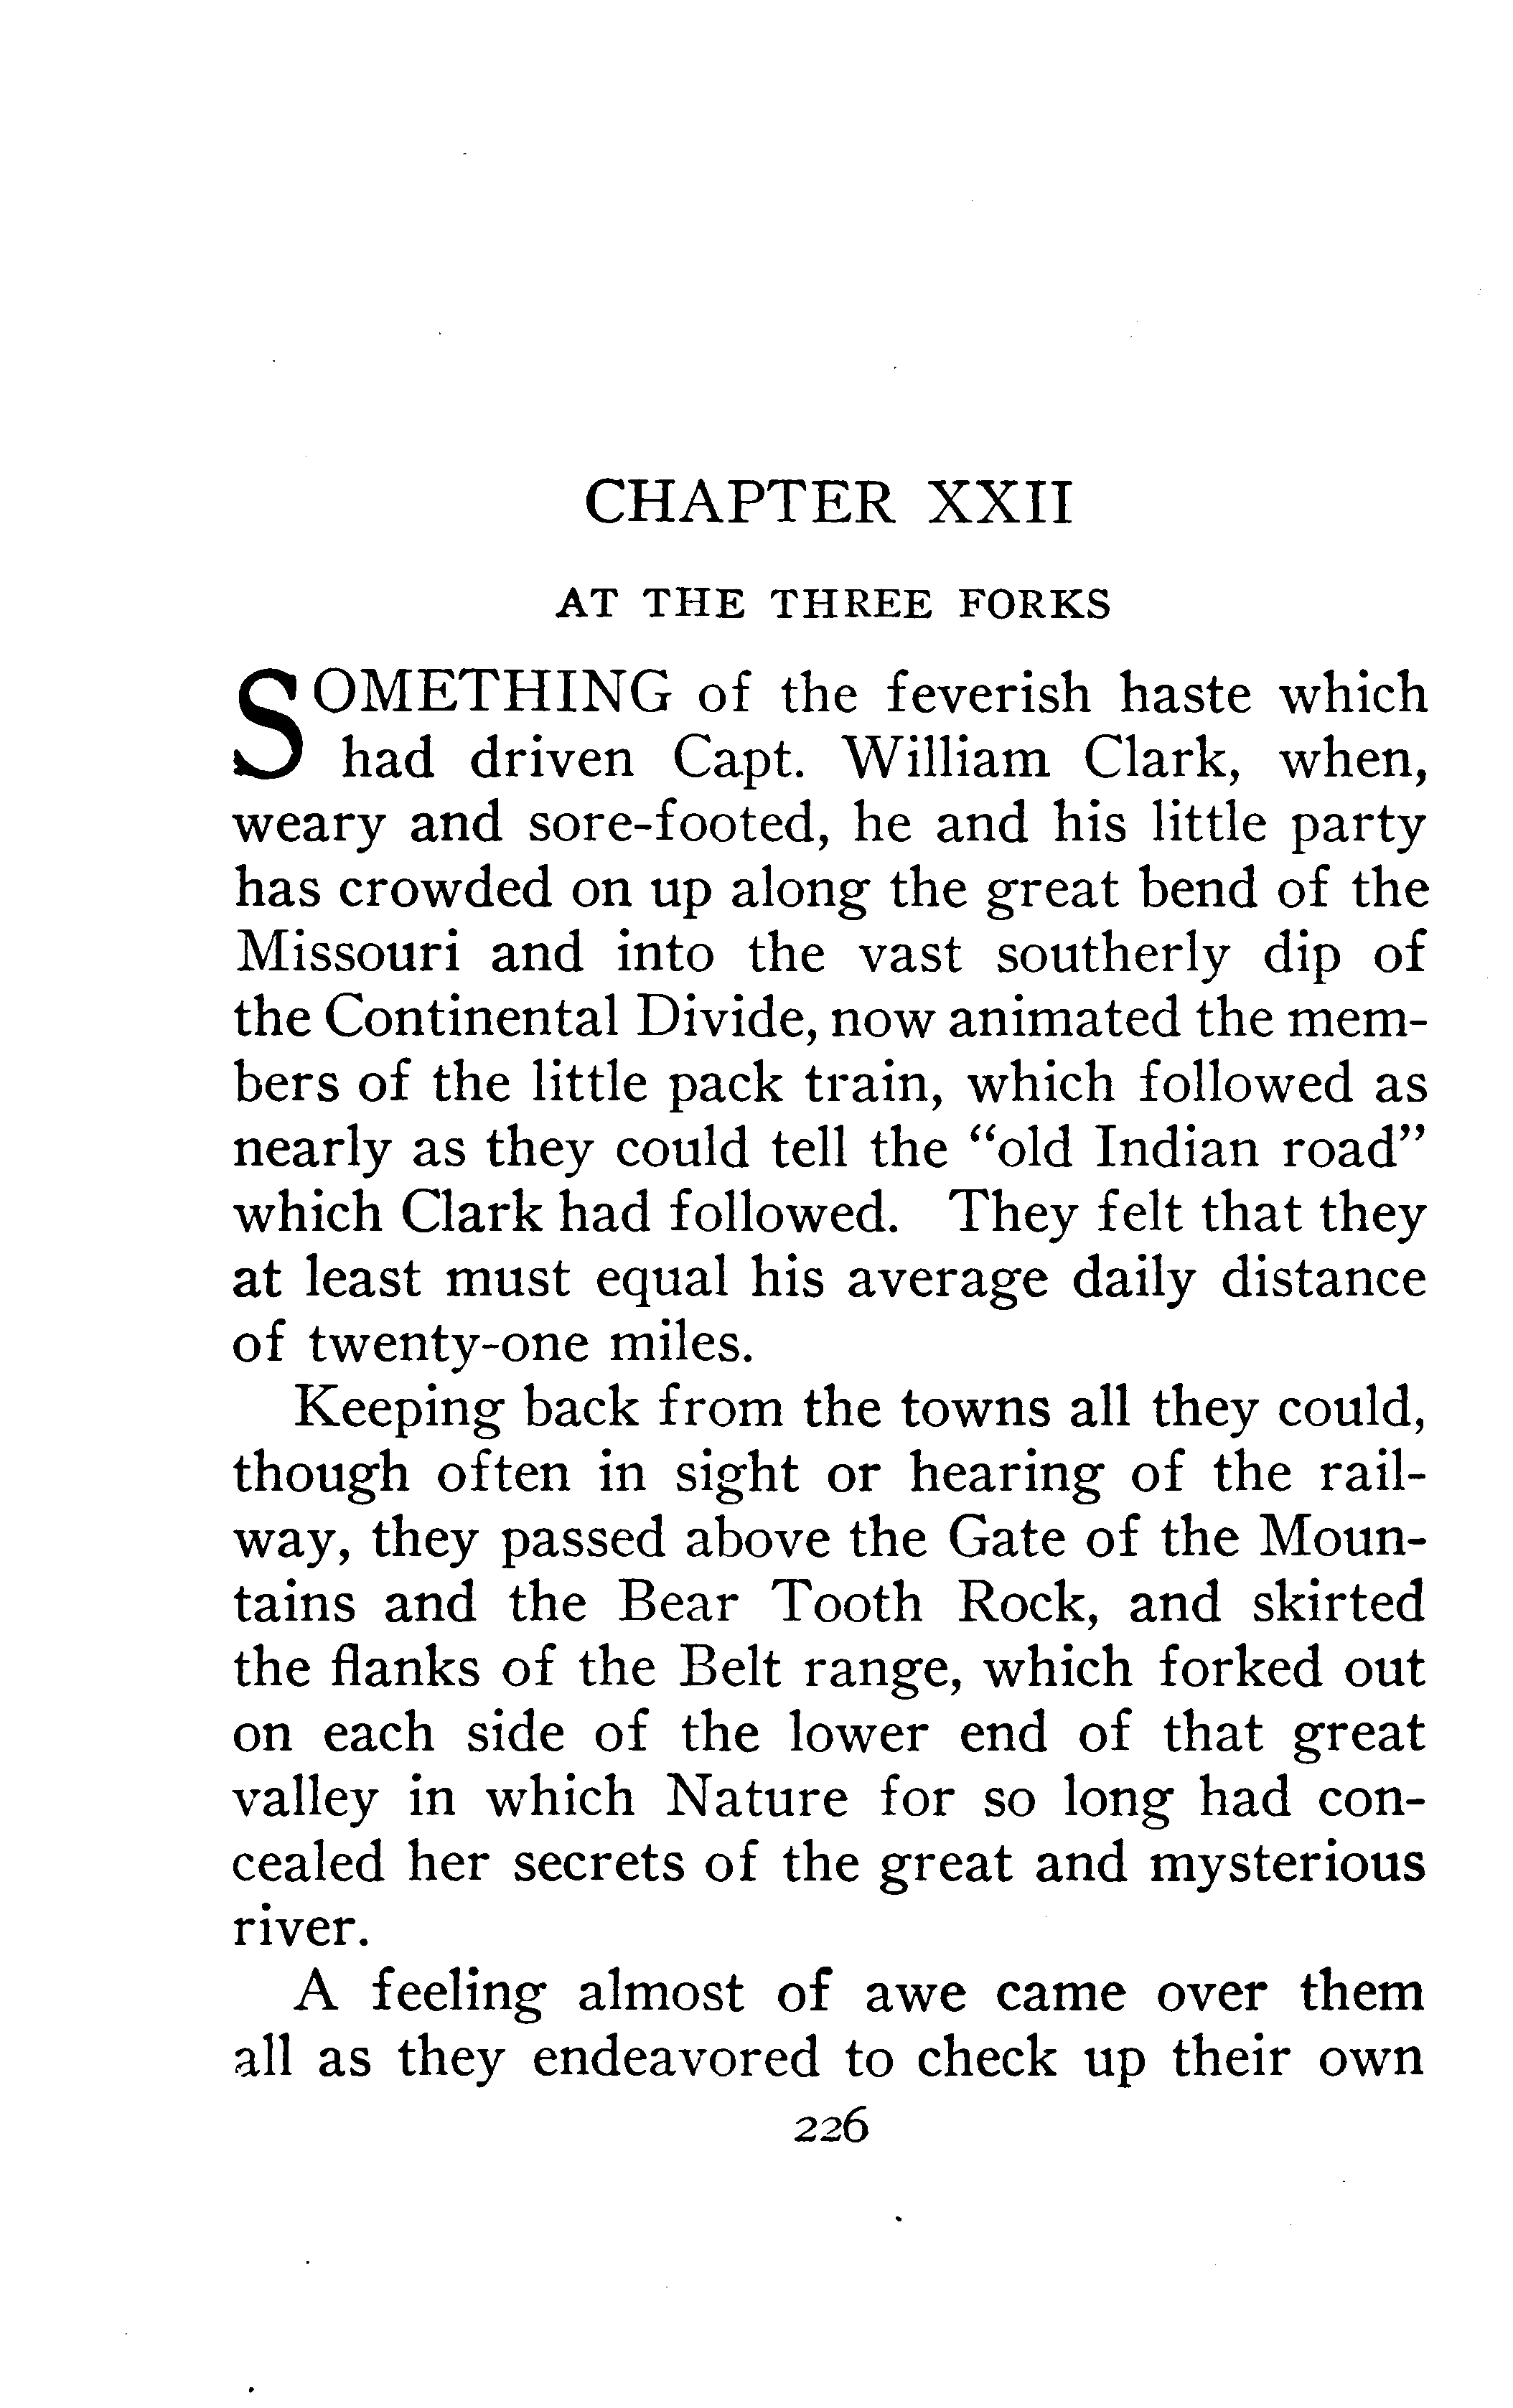 CHAPTER XXII
AT THE THREE FORKS
SOMETHING of the feverish haste which
had driven Capt. William Clark, when,
weary and sore-footed, he and his little party
has crowded on up along the great bend of the
Missouri and into the vast southerly dip of
the Continental Divide, now animated the mem-
bers of the little pack train, which followed as
nearly as they could tell the “old Indian road”
which Clark had followed. They felt that they
at least must equal his average daily distance
of twenty-one miles.
Keeping back from the towns all they could,
though often in sight or hearing of the rail-
way, they passed above the Gate of the Moun-
tains and the Bear Tooth Rock, and skirted
the flanks of the Belt range, which forked out
on each side of the lower end of that great
valley in which Nature for so long had con-
cealed her secrets of the great and mysterious
river.
A feeling almost of awe came over them
all as they endeavored to check up their own
226